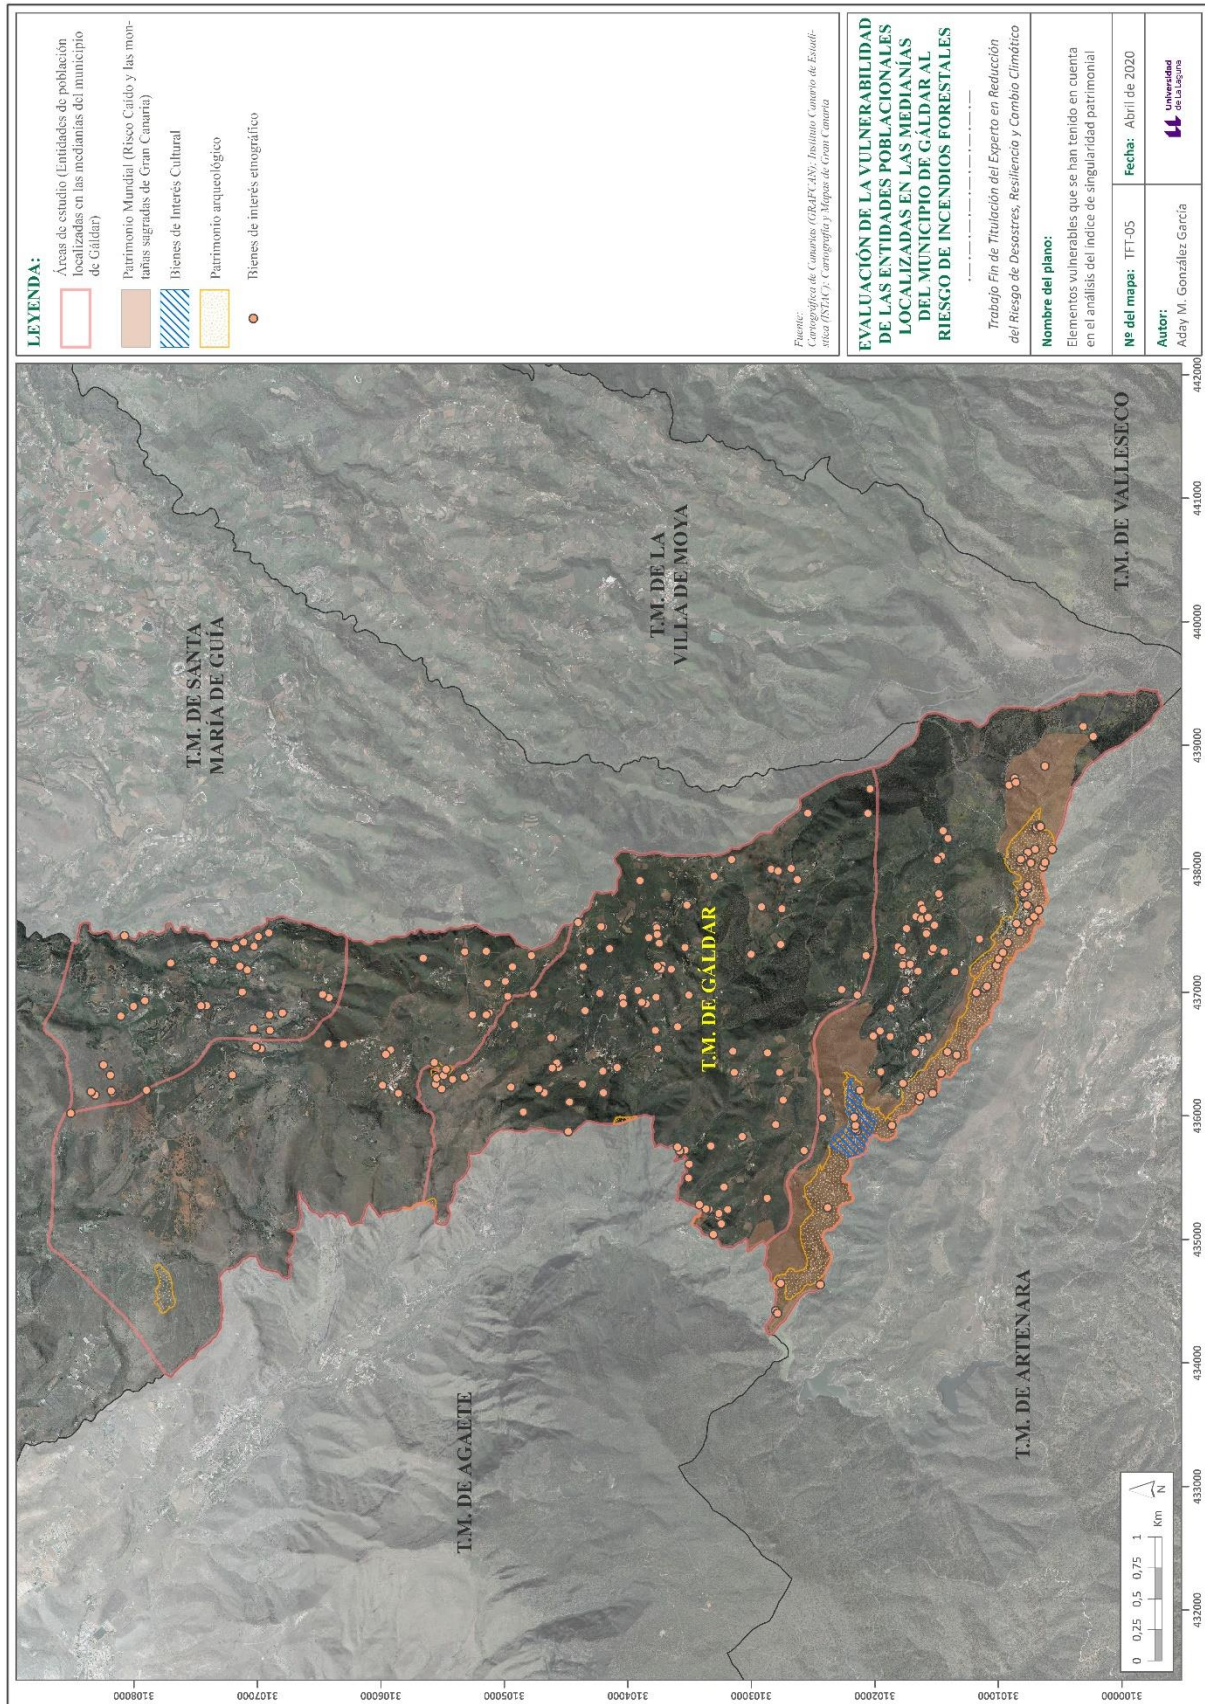 LEYENDA:
Áreas de estudio (Entidades de población
localizadas en las medianías del municipio
de Gáldar)
Patrimonio Mundial (Risco Caído y las mon-
tañas sagradas de Gran Canaria)
Bienes de Interés Cultural
Patrimonio arqueológico
Bienes de interés etnográfico
Fuente:
Cartográfica de Canarias (GRAFCAN); Instituto Canario de Estadí-
stica (ISTAC); Cartografía y Mapas de Gran Canaria
EVALUACIÓN DE LA VULNERABILIDAD
DE LAS ENTIDADES POBLACIONALES
LOCALIZADAS EN LAS MEDIANÍAS
DEL MUNICIPIO DE GÁLDAR AL
RIESGO DE INCENDIOS FORESTALES
Trabajo Fin de Titulación del Experto en Reducción
del Riesgo de Desastres, Resiliencia y Cambio Climático
Nombre del plano:
Elementos vulnerables que se han tenido en cuenta
en el análisis del índice de singularidad patrimonial
Nº del mapa: TFT-05
Fecha: Abril de 2020
Autor:
Aday M. González García
Universidad
de La Laguna
T.M. DE SANTA
MARÍA DE GUÍA
T.M. DE LA
VILLA DE MOYA
T.M. DE VALLESECO
T.M. DE GÁLDAR
T.M. DE AGAETE
T.M. DE ARTENARA
3108000
3107000
3106000
3105000
3104000
3103000
3102000
3101000
3100000
432000
433000
434000
435000
436000
437000
438000
439000
440000
441000
442000
0 0,25 0,5 0,75 1
Km
N